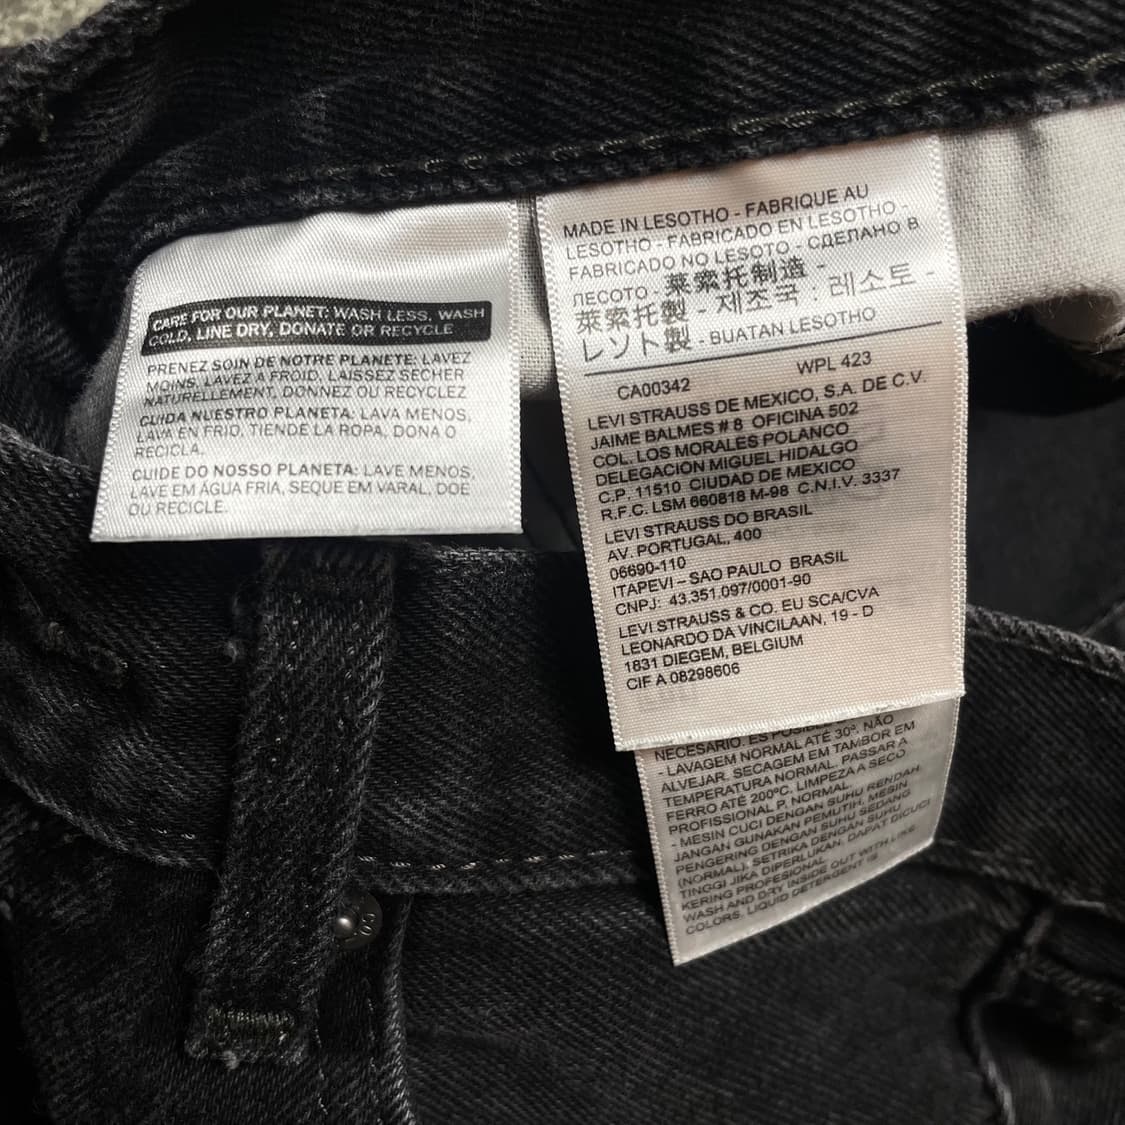 CARE FOR OUR PLANET: WASH LESS, WASH
COLD, LINE DRY, DONATE OR RECYCLE
PRENEZ SOIN DE NOTRE PLANETE: LAVEZ
MOINS, LAVEZ A FROID, LAISSEZ SECHER
NATURELLEMENT, DONNEZ OU RECYCLEZ
CUIDA NUESTRO PLANETA: LAVA MENOS,
LAVA EN FRIO, TIENDE LA ROPA, DONA O
RECICLA.
CUIDE DO NOSSO PLANETA: LAVE MENOS,
LAVE EM ÁGUA FRIA, SEQUE EM VARAL, DOE
OU RECICLE.
MADE IN LESOTHO - FABRIQUE AU
LESOTHO - FABRICADO EN LESOTHO -
FABRICADO NO LESOTO - СДЕЛАНО В
ЛЕСОТО - 莱索托制造 -
萊索托製 - 제조국 : 레소토 -
レソト製 - BUATAN LESOTHO
CA00342 WPL 423
LEVI STRAUSS DE MEXICO, S.A. DE C.V.
JAIME BALMES # 8 OFICINA 502
COL. LOS MORALES POLANCO
DELEGACION MIGUEL HIDALGO
C.P. 11510 CIUDAD DE MEXICO
R.F.C. LSM 660818 M-98 C.N.I.V. 3337
LEVI STRAUSS DO BRASIL
AV. PORTUGAL, 400
06690-110
ITAPEVI – SAO PAULO BRASIL
CNPJ: 43.351.097/0001-90
LEVI STRAUSS & CO. EU SCA/CVA
LEONARDO DA VINCILAAN, 19 - D
1831 DIEGEM, BELGIUM
CIF A 08298606
NECESARIO. ES POSIBLE
- LAVAGEM NORMAL ATÉ 30º. NÃO
ALVEJAR. SECAGEM EM TAMBOR EM
TEMPERATURA NORMAL. PASSAR A
FERRO ATÉ 200ºC. LIMPEZA A SECO
PROFISSIONAL P, NORMAL.
- MESIN CUCI DENGAN SUHU RENDAH.
JANGAN GUNAKAN PEMUTIH. MESIN
PENGERING DENGAN SUHU SEDANG
(NORMAL). SETRIKA DENGAN SUHU
TINGGI JIKA DIPERLUKAN. DAPAT DICUCI
KERING PROFESIONAL
WASH AND DRY INSIDE OUT WITH LIKE
COLORS. LIQUID DETERGENT IS